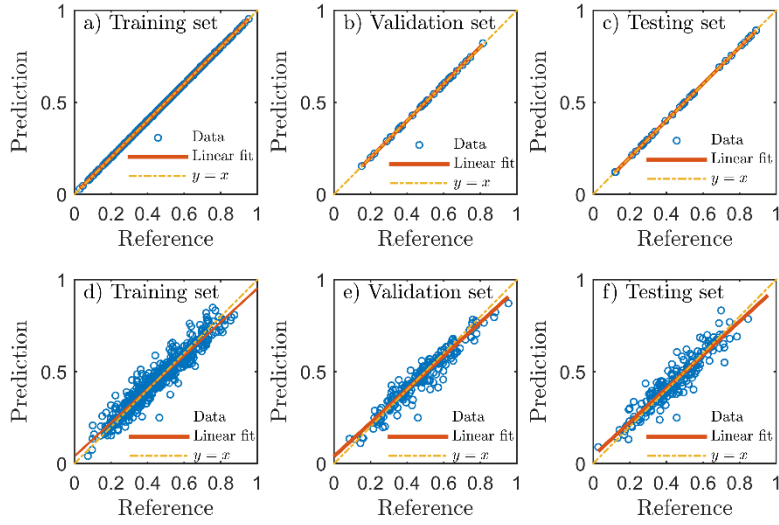 a) Training set
Prediction
1
0.5
0
Data
Linear fit
y = x
0 0.2 0.4 0.6 0.8 1
Reference
b) Validation set
Prediction
1
0.5
0
Data
Linear fit
y = x
0 0.2 0.4 0.6 0.8 1
Reference
c) Testing set
Prediction
1
0.5
0
Data
Linear fit
y = x
0 0.2 0.4 0.6 0.8 1
Reference
d) Training set
Prediction
1
0.5
0
Data
Linear fit
y = x
0 0.2 0.4 0.6 0.8 1
Reference
e) Validation set
Prediction
1
0.5
0
Data
Linear fit
y = x
0 0.2 0.4 0.6 0.8 1
Reference
f) Testing set
Prediction
1
0.5
0
Data
Linear fit
y = x
0 0.2 0.4 0.6 0.8 1
Reference